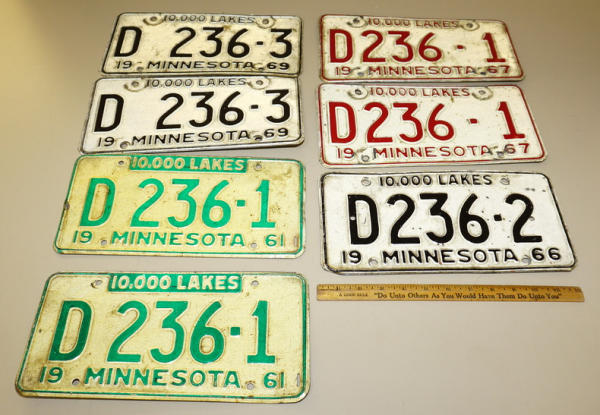 10.000 LAKES
D 236-3
19 MINNESOTA 69
10.000 LAKES
D 236-3
19 MINNESOTA 69
10.000 LAKES
D 236-1
19 MINNESOTA 61
10.000 LAKES
D 236-1
19 MINNESOTA 61
10.000 LAKES
D236-1
19 MINNESOTA 67
10.000 LAKES
D236-1
19 MINNESOTA 67
10.000 LAKES
D236-2
19 MINNESOTA 66
A GOOD RULE "Do Unto Others As You Would Have Them Do Unto You"